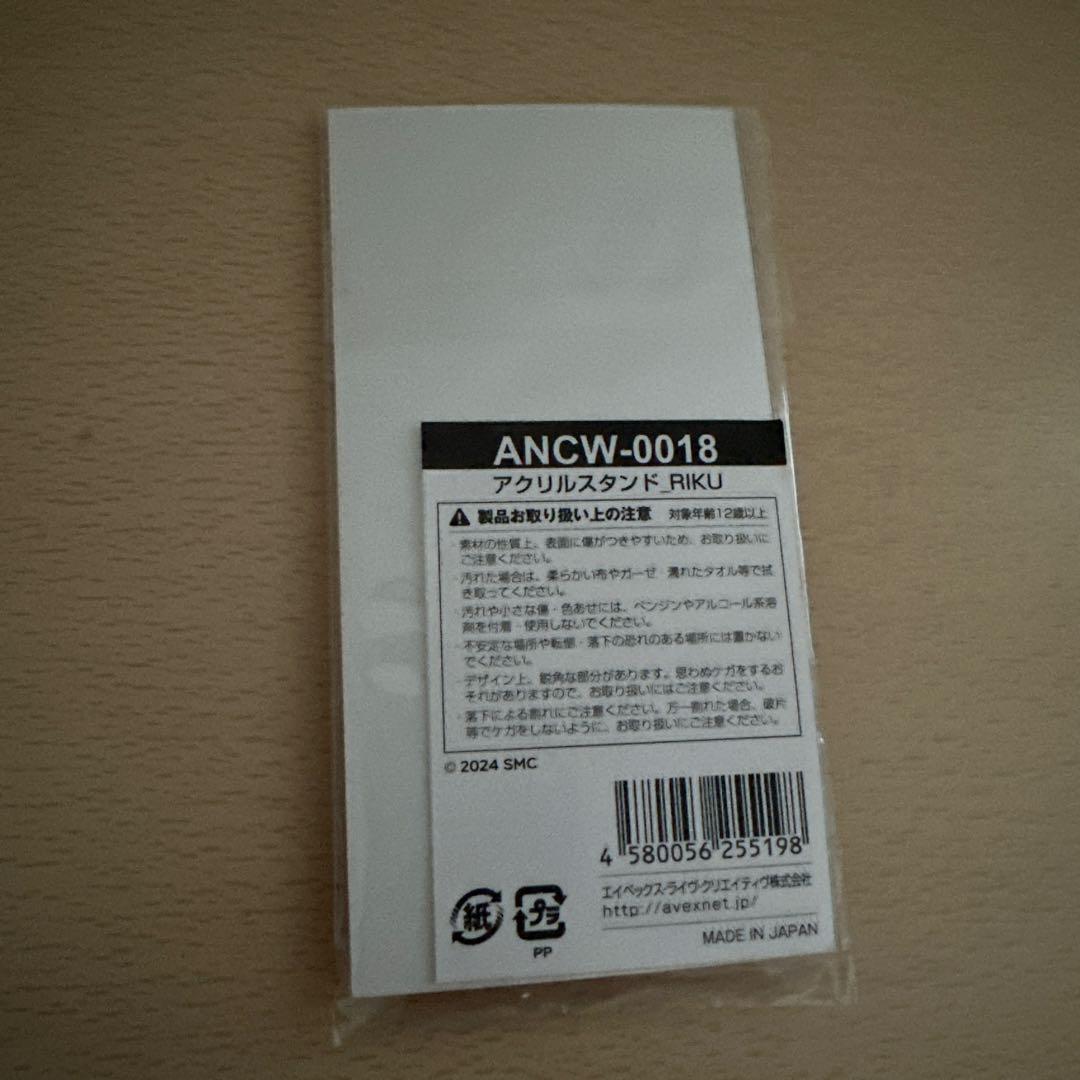 ANCW-0018
アクリルスタンド_RIKU
製品お取り扱い上の注意 対象年齢12歳以上
・素材の性質上、表面に傷がつきやすいため、お取り扱いに
ご注意ください。
・汚れた場合は、柔らかい布やガーゼ・濡れたタオル等で拭
き取ってください。
・汚れや小さな傷・色あせには、ベンジンやアルコール系溶
剤を付着・使用しないでください。
・不安定な場所や転倒・落下の恐れのある場所には置かない
でください。
・デザイン上、鋭角な部分があります。思わぬケガをするお
それがありますので、お取り扱いにはご注意ください。
・落下による割れにご注意ください。万一割れた場合、破片
等でケガをしないように、お取り扱いにご注意ください。
© 2024 SMC
4 580056 255198
エイベックス・ライヴ・クリエイティヴ株式会社
http://avexnet.jp/
紙 プラ
PP
MADE IN JAPAN